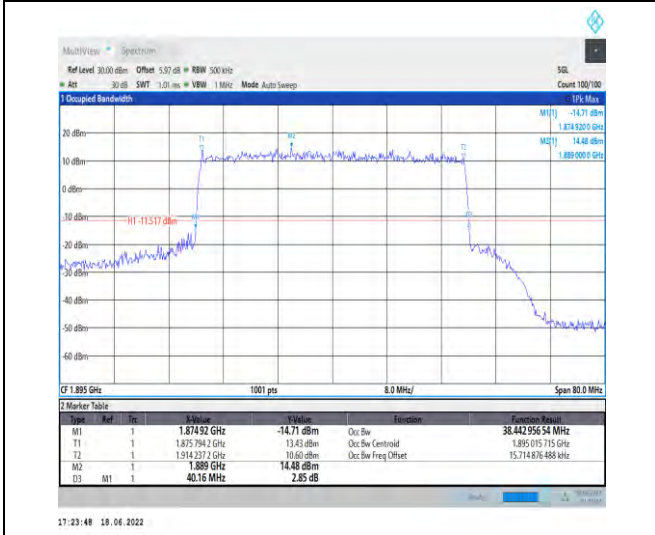 MultiView Spectrum
Ref Level 30.00 dBm Offset 5.97 dB RBW 500 kHz SGL
Att 30 dB SWT 1.01 ms VBW 1 MHz Mode Auto Sweep Count 100/100
1 Occupied Bandwidth 1Pk Max
M1[1] -14.71 dBm
1.874 920 0 GHz
20 dBm M2[1] 14.48 dBm
1.889 000 0 GHz
T1 M2 T2
10 dBm
0 dBm
-10 dBm
H1 -11.517 dBm
-20 dBm
-30 dBm
-40 dBm
-50 dBm
-60 dBm
CF 1.895 GHz 1001 pts 8.0 MHz/ Span 80.0 MHz
2 Marker Table
Type Ref Trc X-Value Y-Value Function Function Result
M1 1 1.874 92 GHz -14.71 dBm Occ Bw 38.442 956 54 MHz
T1 1 1.875 794 2 GHz 13.43 dBm Occ Bw Centroid 1.895 015 715 GHz
T2 1 1.914 237 2 GHz 10.60 dBm Occ Bw Freq Offset 15.714 876 488 kHz
M2 1 1.889 GHz 14.48 dBm
D3 M1 1 40.16 MHz 2.85 dB
17:23:48 18.06.2022